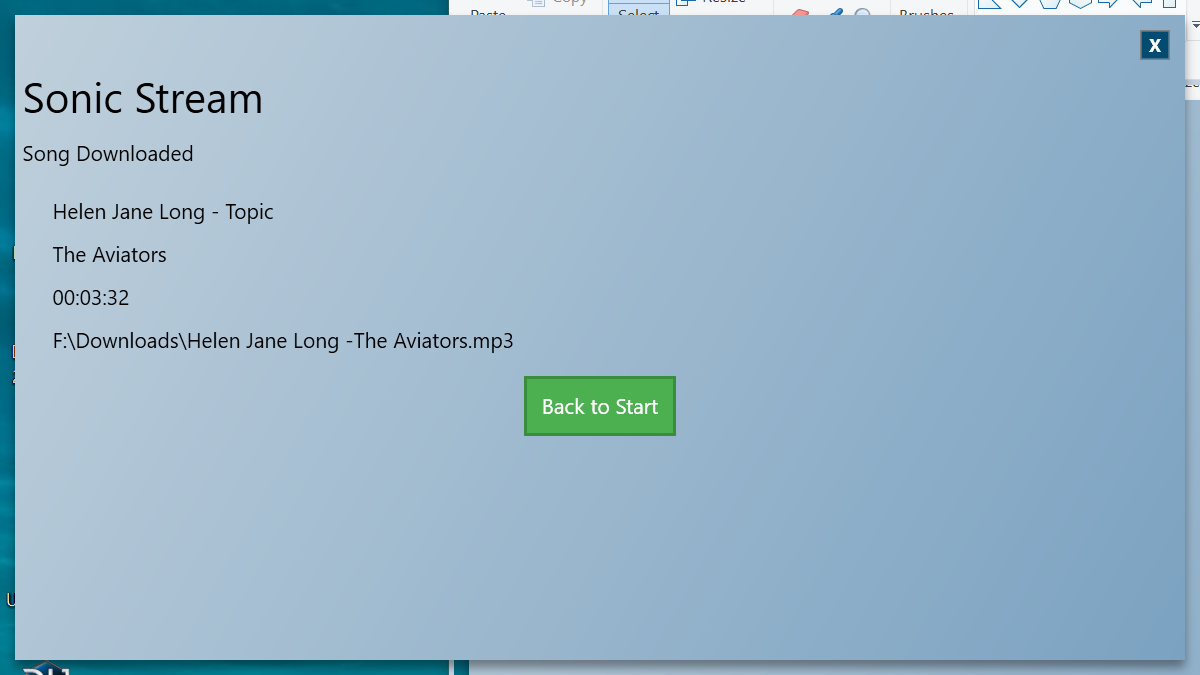 Copy
Resize
Paste
Select
Brushes
X
Sonic Stream
Song Downloaded
Helen Jane Long - Topic
The Aviators
00:03:32
F:\Downloads\Helen Jane Long -The Aviators.mp3
Back to Start